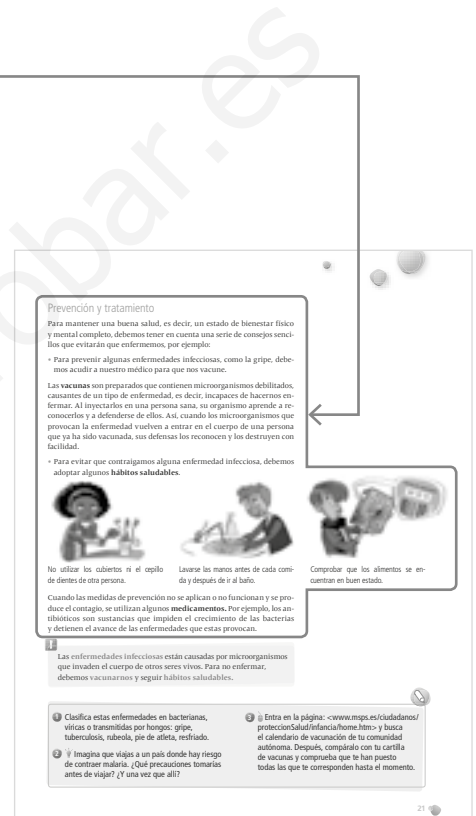 Prevención y tratamiento
Para mantener una buena salud, es decir, un estado de bienestar físico
y mental completo, debemos tener en cuenta una serie de consejos senci-
llos que evitarán que enfermemos, por ejemplo:
• Para prevenir algunas enfermedades infecciosas, como la gripe, debe-
mos acudir a nuestro médico para que nos vacune.
Las vacunas son preparados que contienen microorganismos debilitados,
causantes de un tipo de enfermedad, es decir, incapaces de hacernos en-
fermar. Al inyectarlos en una persona sana, su organismo aprende a re-
conocerlos y a defenderse de ellos. Así, cuando los microorganismos que
provocan la enfermedad vuelven a entrar en el cuerpo de una persona
que ya ha sido vacunada, sus defensas los reconocen y los destruyen con
facilidad.
• Para evitar que contraigamos alguna enfermedad infecciosa, debemos
adoptar algunos hábitos saludables.
No utilizar los cubiertos ni el cepillo
de dientes de otra persona.
Lavarse las manos antes de cada comi-
da y después de ir al baño.
Comprobar que los alimentos se en-
cuentran en buen estado.
Cuando las medidas de prevención no se aplican o no funcionan y se pro-
duce el contagio, se utilizan algunos medicamentos. Por ejemplo, los an-
tibióticos son sustancias que impiden el crecimiento de las bacterias
y detienen el avance de las enfermedades que estas provocan.
!
Las enfermedades infecciosas están causadas por microorganismos
que invaden el cuerpo de otros seres vivos. Para no enfermar,
debemos vacunarnos y seguir hábitos saludables.
1 Clasifica estas enfermedades en bacterianas,
víricas o transmitidas por hongos: gripe,
tuberculosis, rubeola, pie de atleta, resfriado.
2 Imagina que viajas a un país donde hay riesgo
de contraer malaria. ¿Qué precauciones tomarías
antes de viajar? ¿Y una vez que allí?
3 Entra en la página: <www.msps.es/ciudadanos/
proteccionSalud/infancia/home.htm> y busca
el calendario de vacunación de tu comunidad
autónoma. Después, compáralo con tu cartilla
de vacunas y comprueba que te han puesto
todas las que te corresponden hasta el momento.
21
obar.es